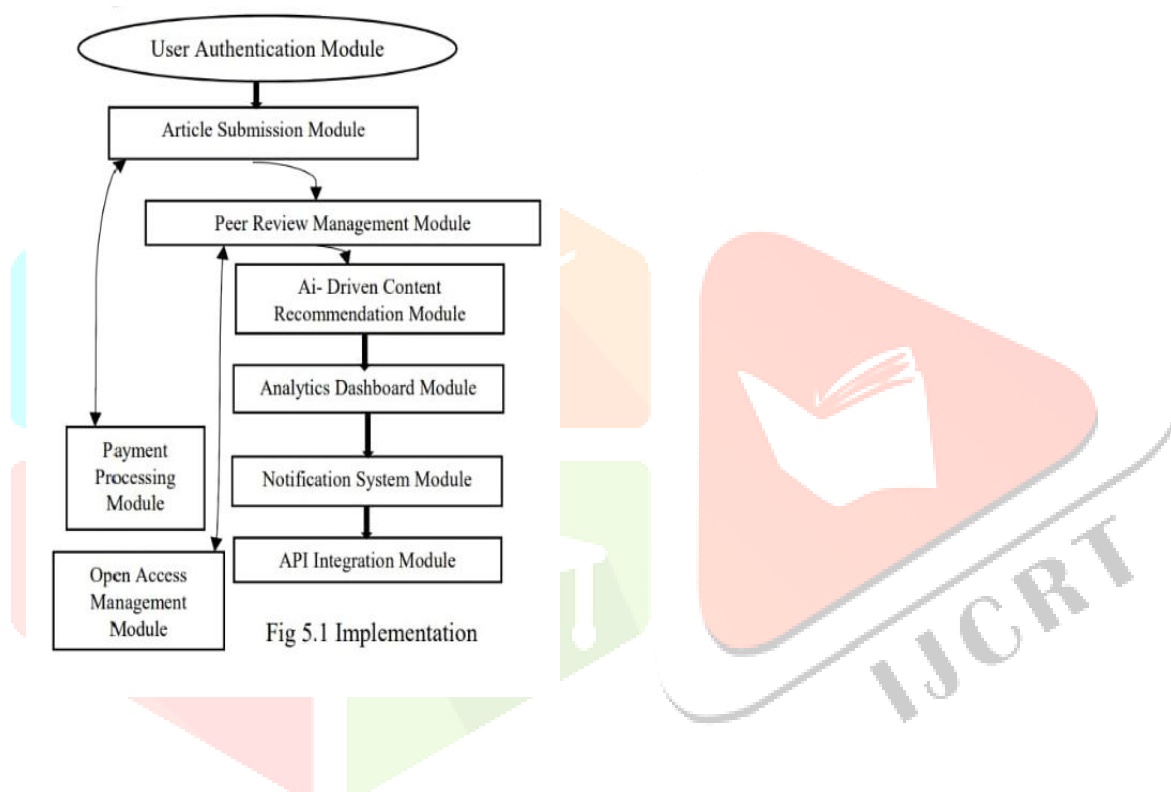 User Authentication Module
Article Submission Module
Peer Review Management Module
Ai- Driven Content
Recommendation Module
Analytics Dashboard Module
Payment
Processing
Module
Notification System Module
API Integration Module
Open Access
Management
Module
Fig 5.1 Implementation
IJCRT